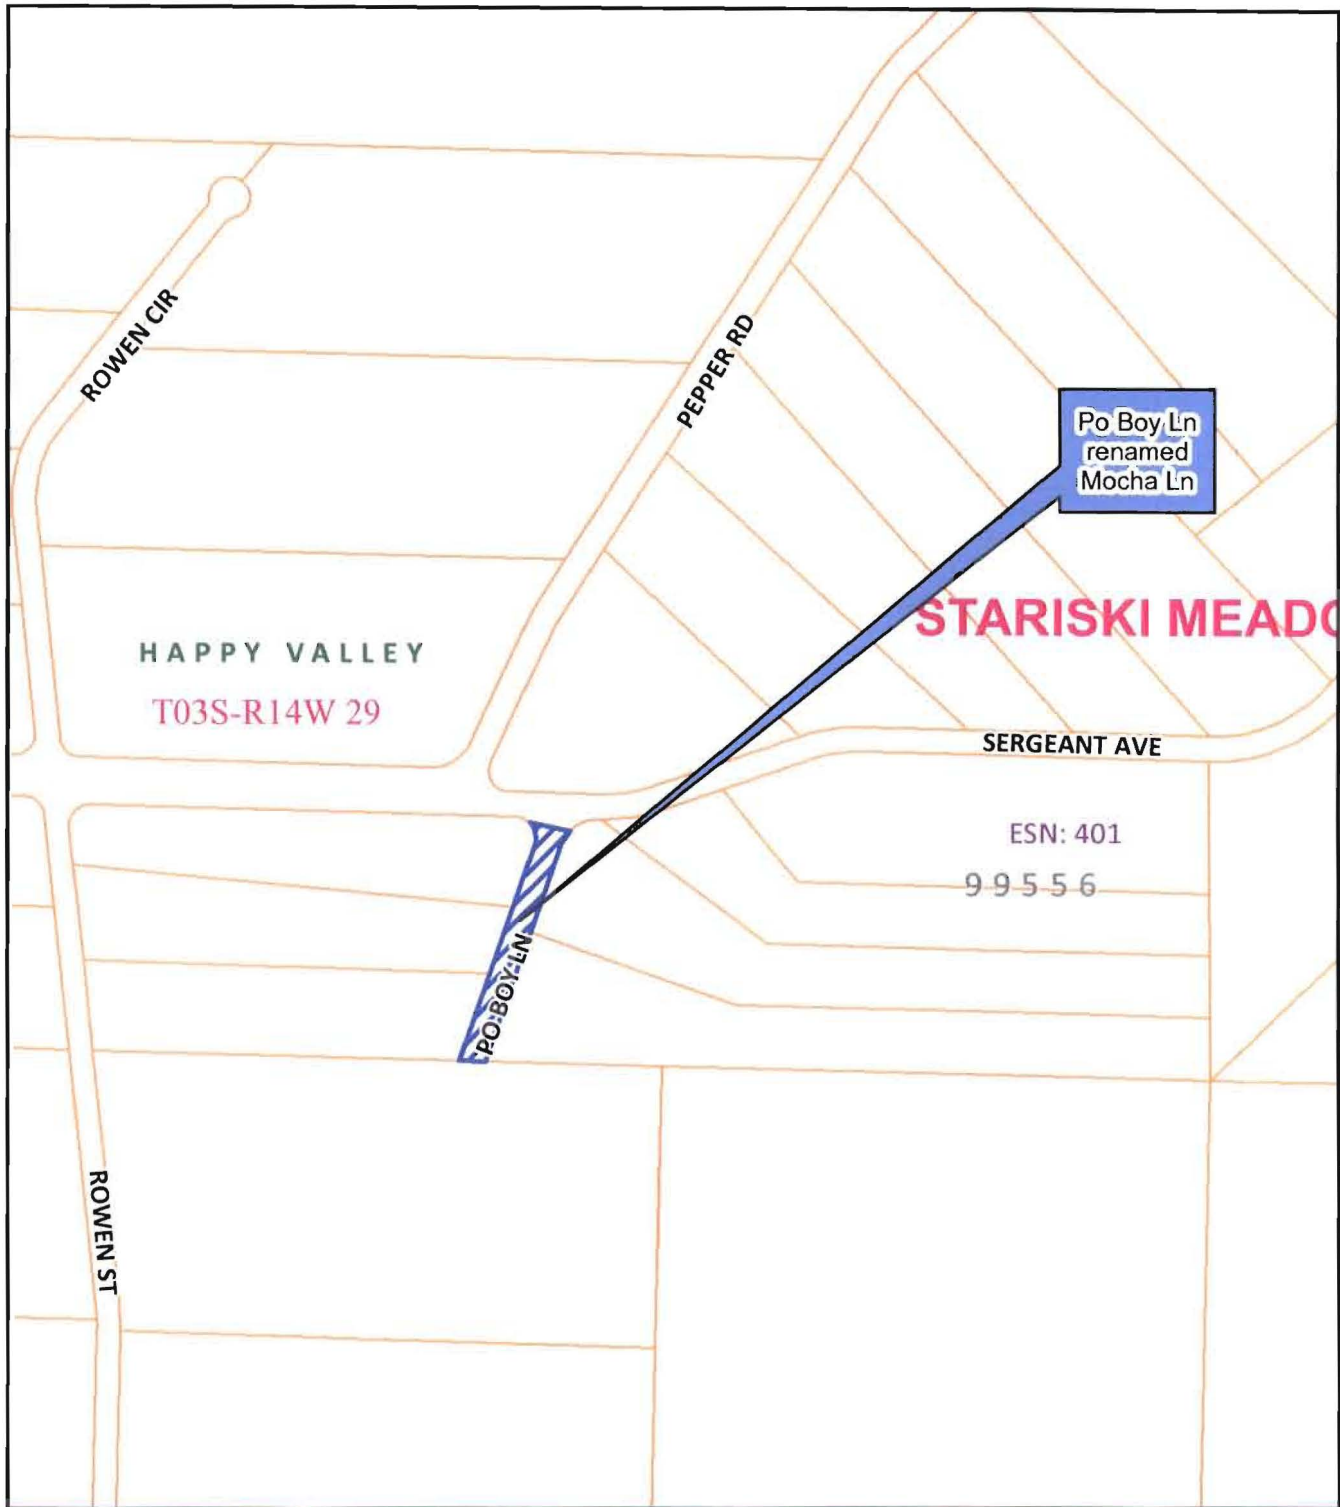 ROWEN CIR
PEPPER RD
Po Boy Ln
renamed
Mocha Ln
STARISKI MEADO
HAPPY VALLEY
T03S-R14W 29
SERGEANT AVE
ESN: 401
99556
PO BOY LN
ROWEN ST